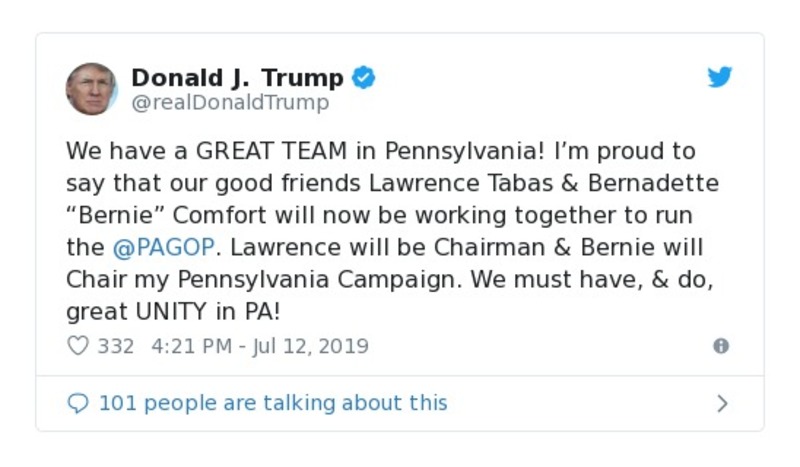 Donald J. Trump
@realDonaldTrump
We have a GREAT TEAM in Pennsylvania! I’m proud to
say that our good friends Lawrence Tabas & Bernadette
“Bernie” Comfort will now be working together to run
the @PAGOP. Lawrence will be Chairman & Bernie will
Chair my Pennsylvania Campaign. We must have, & do,
great UNITY in PA!
332 4:21 PM - Jul 12, 2019
101 people are talking about this